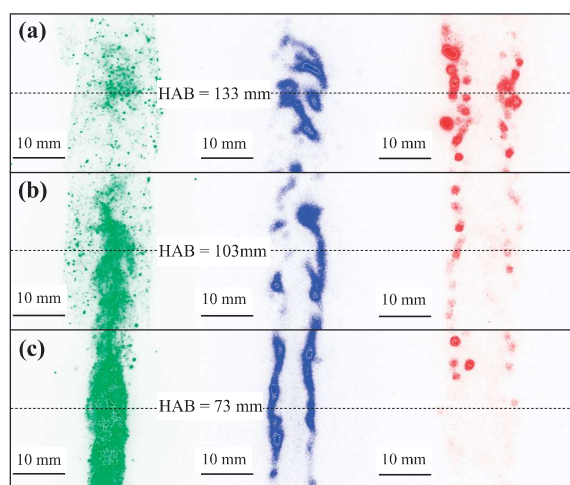 (a)
HAB = 133 mm
10 mm 10 mm 10 mm
(b)
HAB = 103mm
10 mm 10 mm 10 mm
(c)
HAB = 73 mm
10 mm 10 mm 10 mm